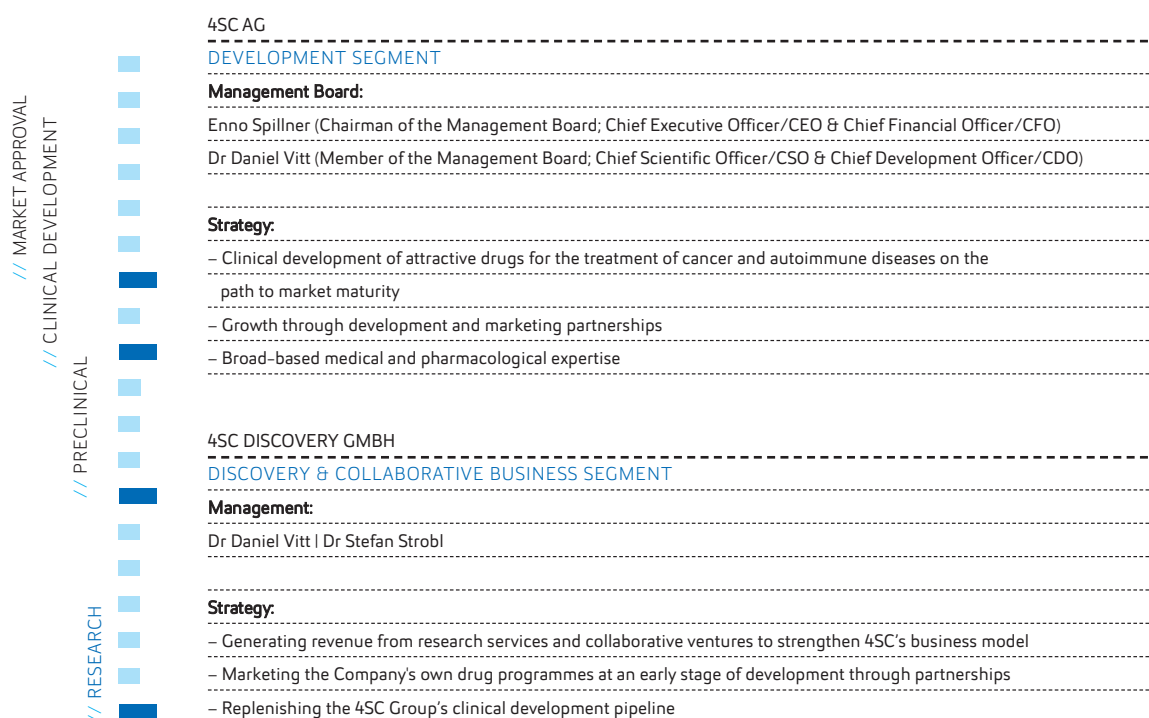 4SC AG
DEVELOPMENT SEGMENT
Management Board:
Enno Spillner (Chairman of the Management Board; Chief Executive Officer/CEO & Chief Financial Officer/CFO)
Dr Daniel Vitt (Member of the Management Board; Chief Scientific Officer/CSO & Chief Development Officer/CDO)
Strategy:
– Clinical development of attractive drugs for the treatment of cancer and autoimmune diseases on the
path to market maturity
– Growth through development and marketing partnerships
– Broad-based medical and pharmacological expertise
4SC DISCOVERY GMBH
DISCOVERY & COLLABORATIVE BUSINESS SEGMENT
Management:
Dr Daniel Vitt | Dr Stefan Strobl
Strategy:
– Generating revenue from research services and collaborative ventures to strengthen 4SC's business model
– Marketing the Company's own drug programmes at an early stage of development through partnerships
– Replenishing the 4SC Group's clinical development pipeline
// MARKET APPROVAL
// CLINICAL DEVELOPMENT
// PRECLINICAL
// RESEARCH